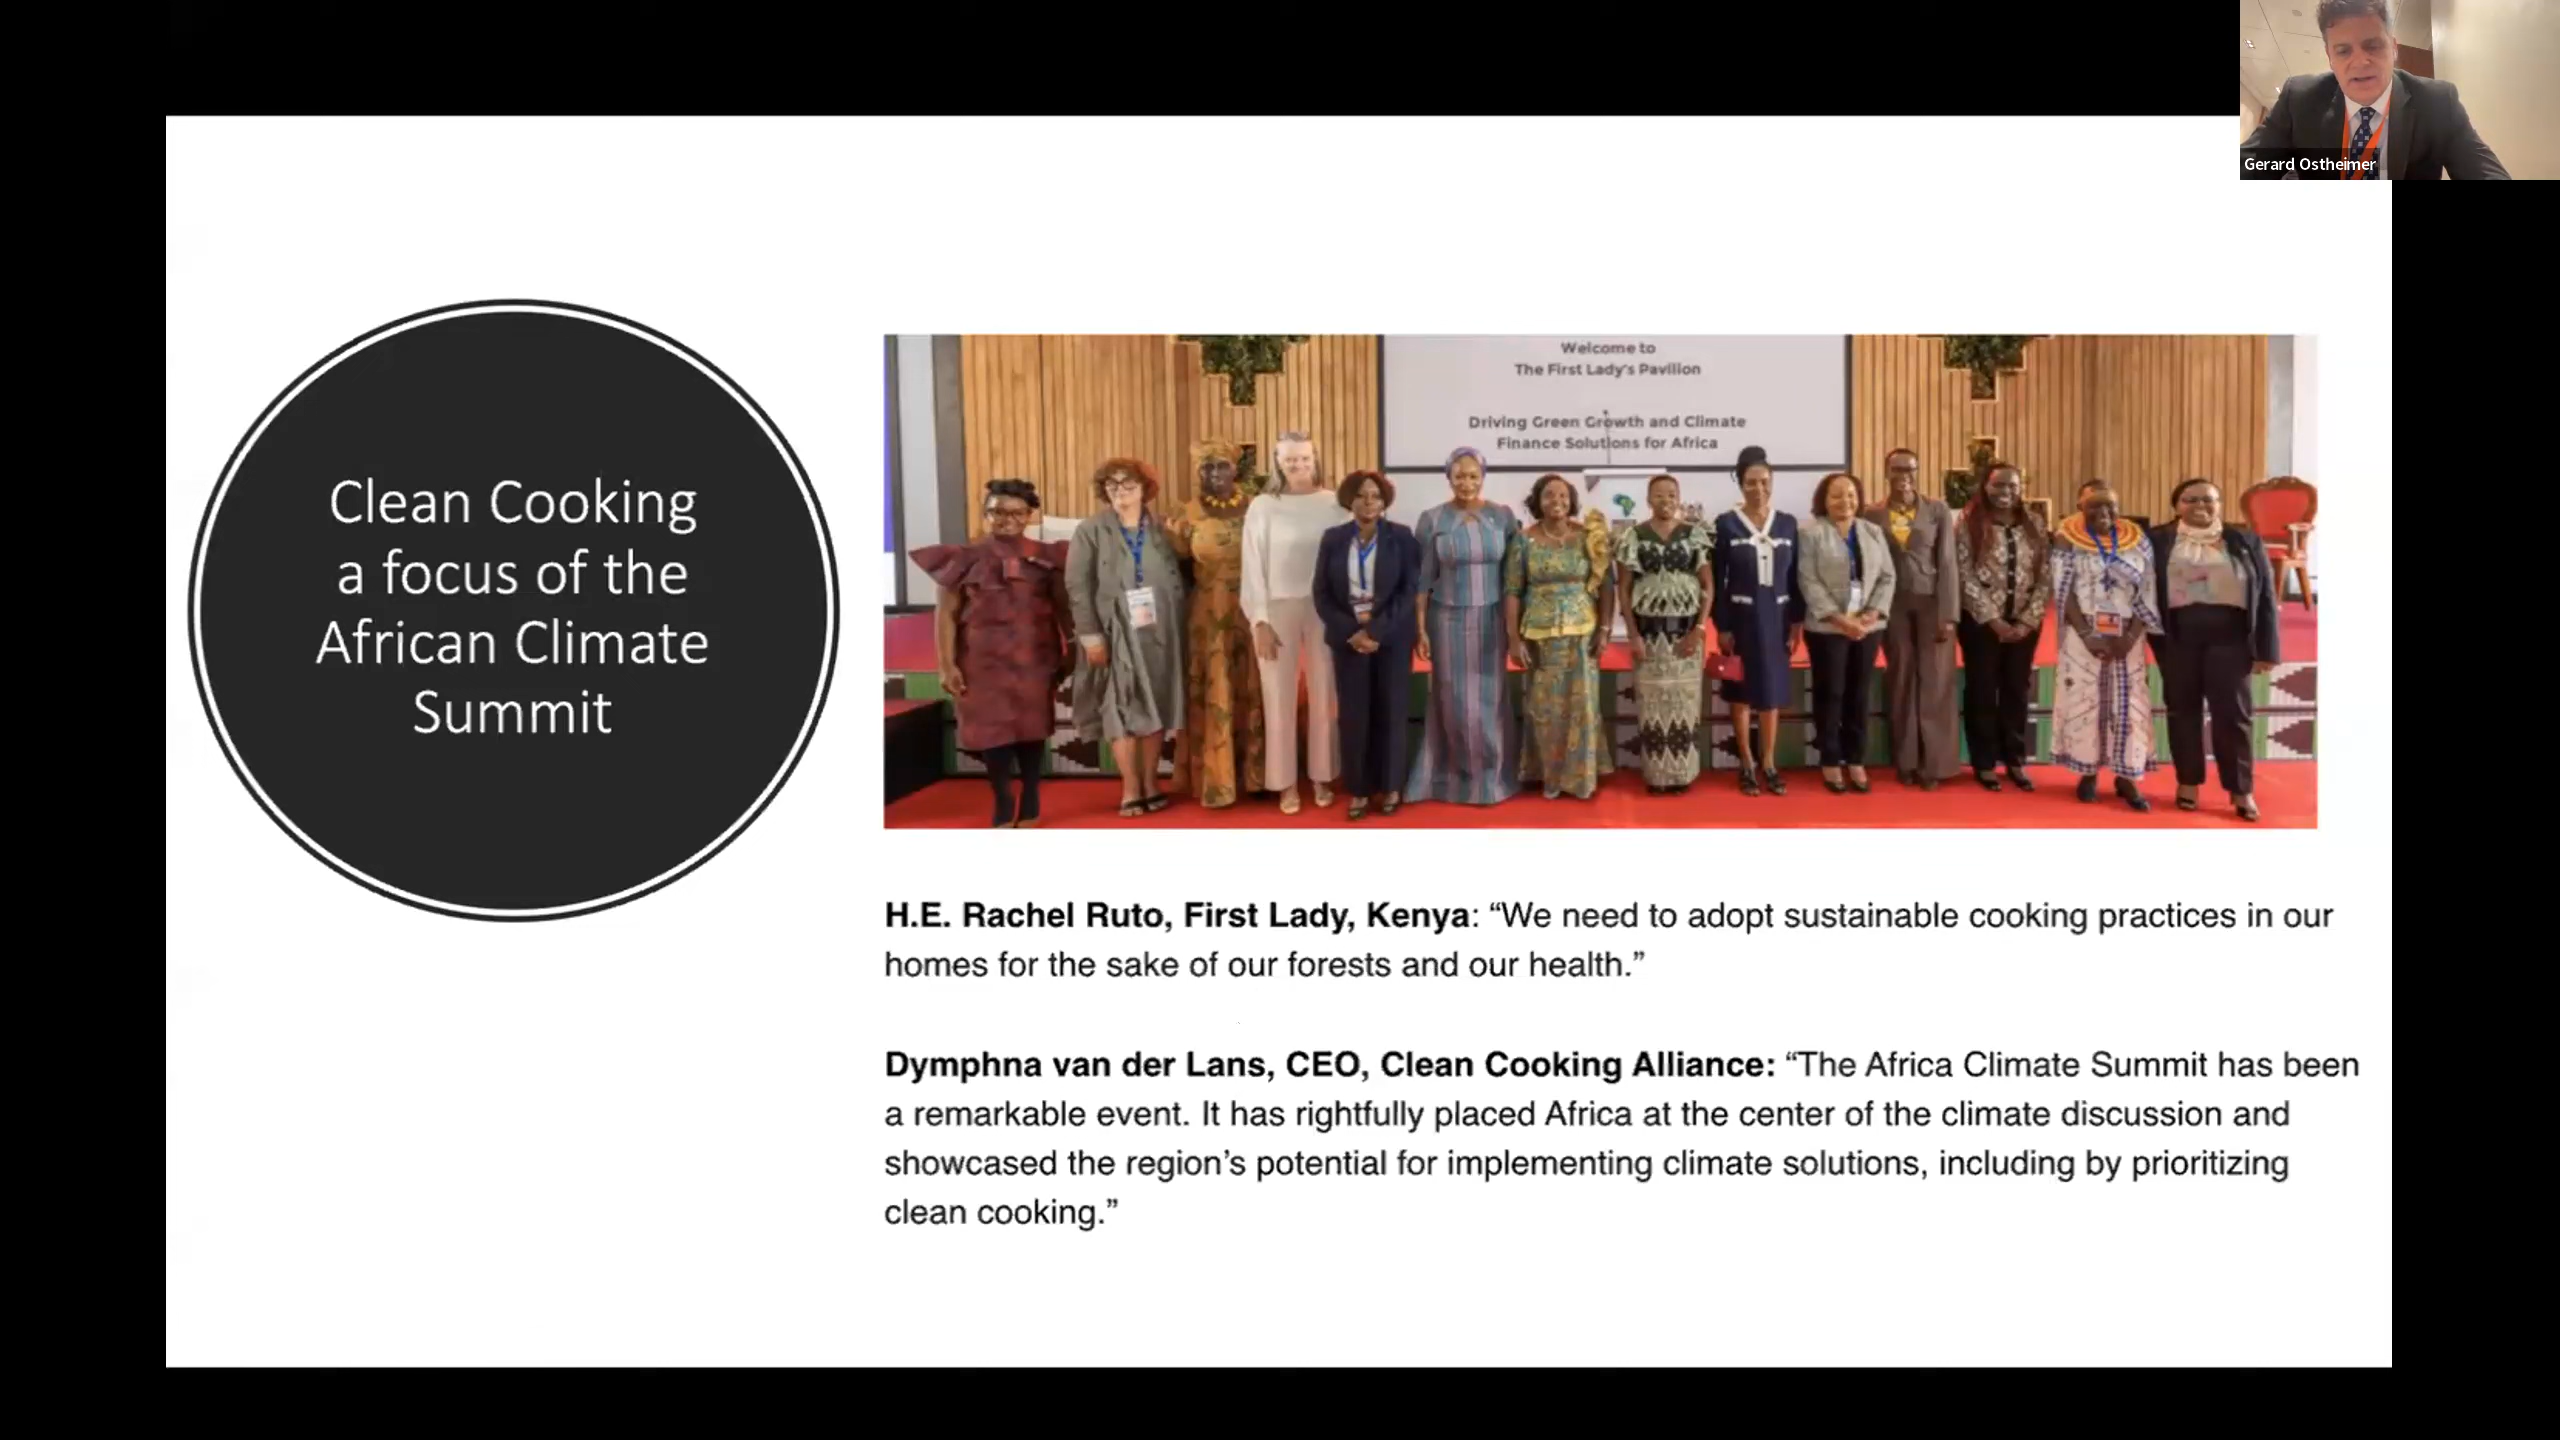 Gerard Ostheimer
Clean Cooking
a focus of the
African Climate
Summit
Welcome to
The First Lady's Pavilion
Driving Green Growth and Climate
Finance Solutions for Africa
H.E. Rachel Ruto, First Lady, Kenya: “We need to adopt sustainable cooking practices in our
homes for the sake of our forests and our health.”
Dymphna van der Lans, CEO, Clean Cooking Alliance: “The Africa Climate Summit has been
a remarkable event. It has rightfully placed Africa at the center of the climate discussion and
showcased the region’s potential for implementing climate solutions, including by prioritizing
clean cooking.”